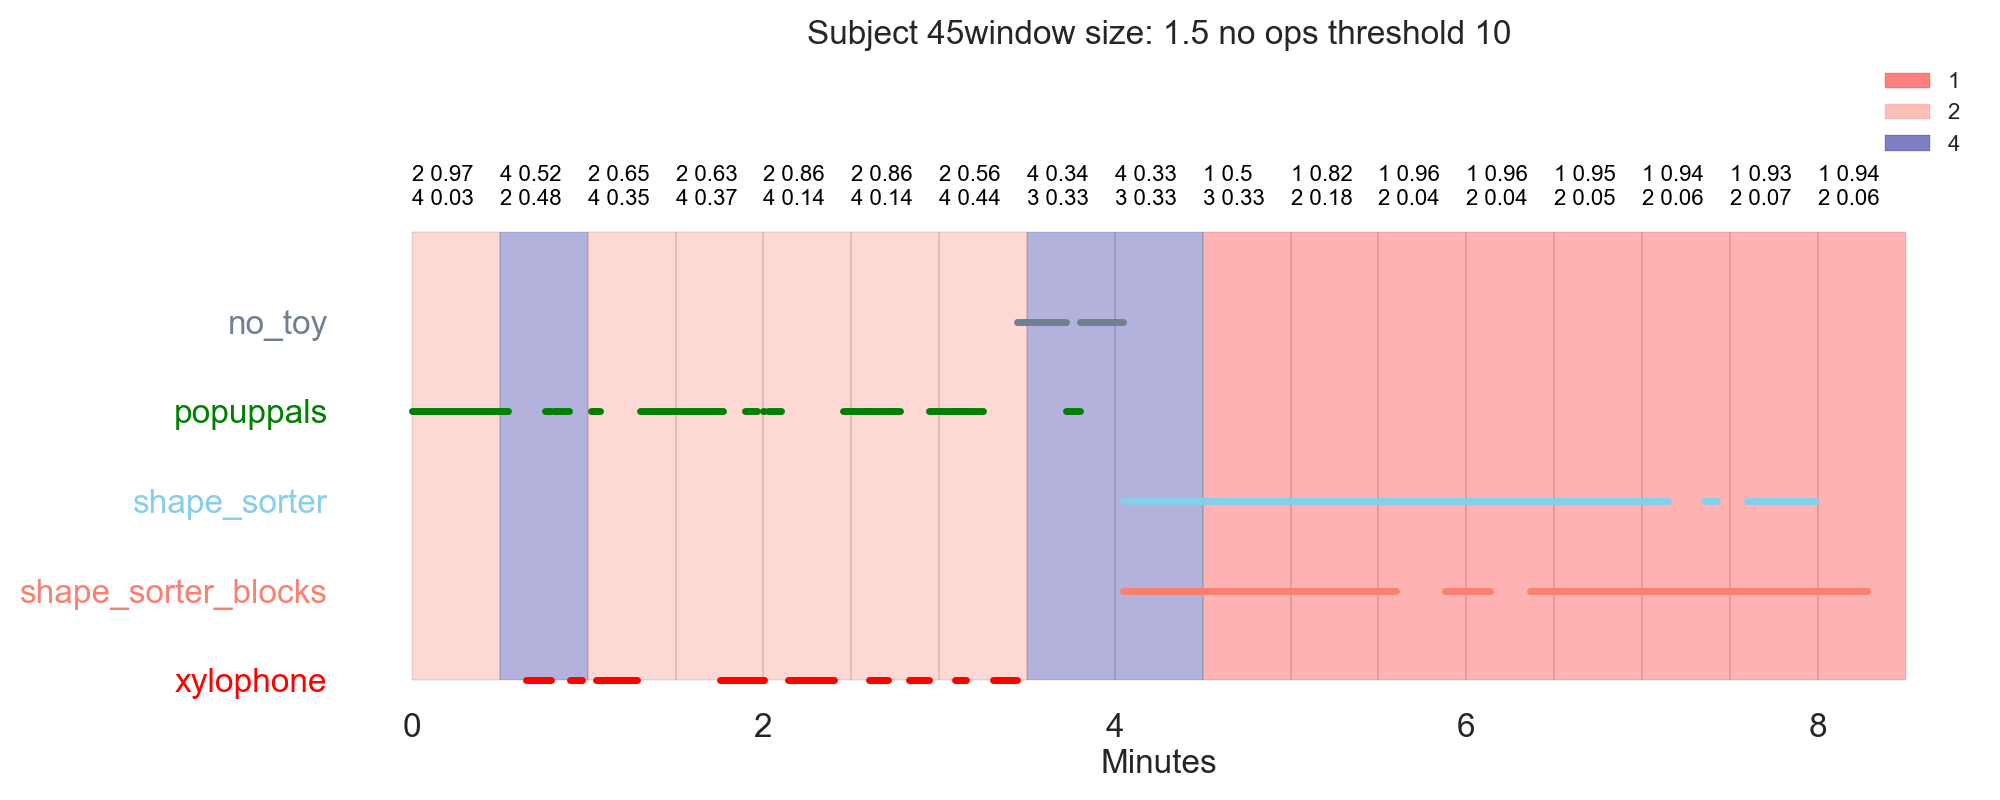 Subject 45window size: 1.5 no ops threshold 10
1
2
4
2 0.97 4 0.52 2 0.65 2 0.63 2 0.86 2 0.86 2 0.56 4 0.34 4 0.33 1 0.5 1 0.82 1 0.96 1 0.96 1 0.95 1 0.94 1 0.93 1 0.94
4 0.03 2 0.48 4 0.35 4 0.37 4 0.14 4 0.14 4 0.44 3 0.33 3 0.33 3 0.33 2 0.18 2 0.04 2 0.04 2 0.05 2 0.06 2 0.07 2 0.06
no_toy
popuppals
shape_sorter
shape_sorter_blocks
xylophone
0 2 4 6 8
Minutes